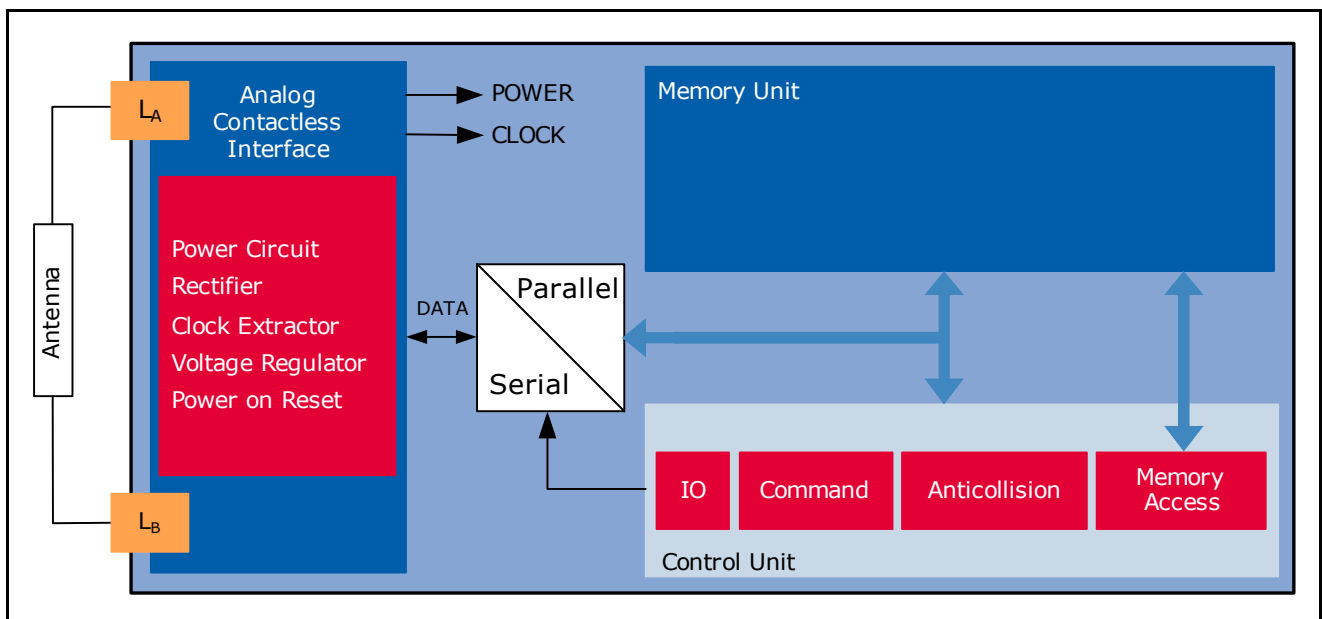 Antenna
LA
LB
Analog
Contactless
Interface
Power Circuit
Rectifier
Clock Extractor
Voltage Regulator
Power on Reset
POWER
CLOCK
DATA
Parallel
Serial
Memory Unit
IO
Command
Anticollision
Memory
Access
Control Unit